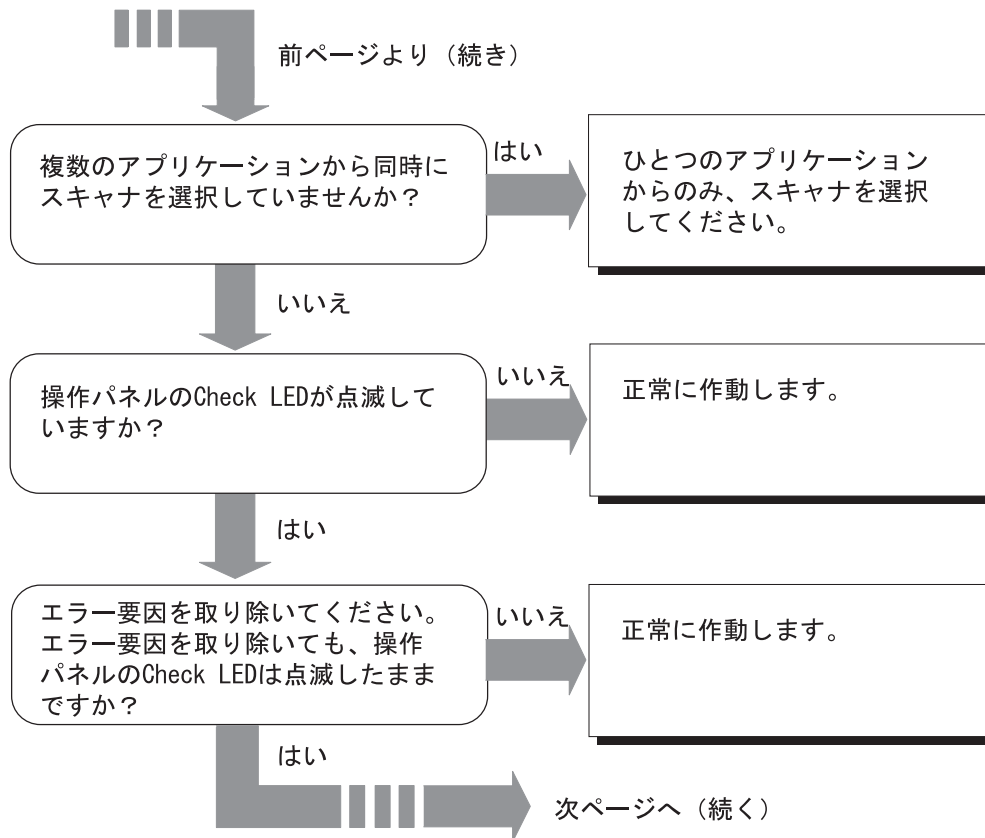 前ページより（続き）
複数のアプリケーションから同時に
スキャナを選択していませんか？
はい
ひとつのアプリケーション
からのみ、スキャナを選択
してください。
いいえ
操作パネルのCheck LEDが点滅して
いますか？
いいえ
正常に作動します。
はい
エラー要因を取り除いてください。
エラー要因を取り除いても、操作
パネルのCheck LEDは点滅したまま
ですか？
いいえ
正常に作動します。
はい
次ページへ（続く）